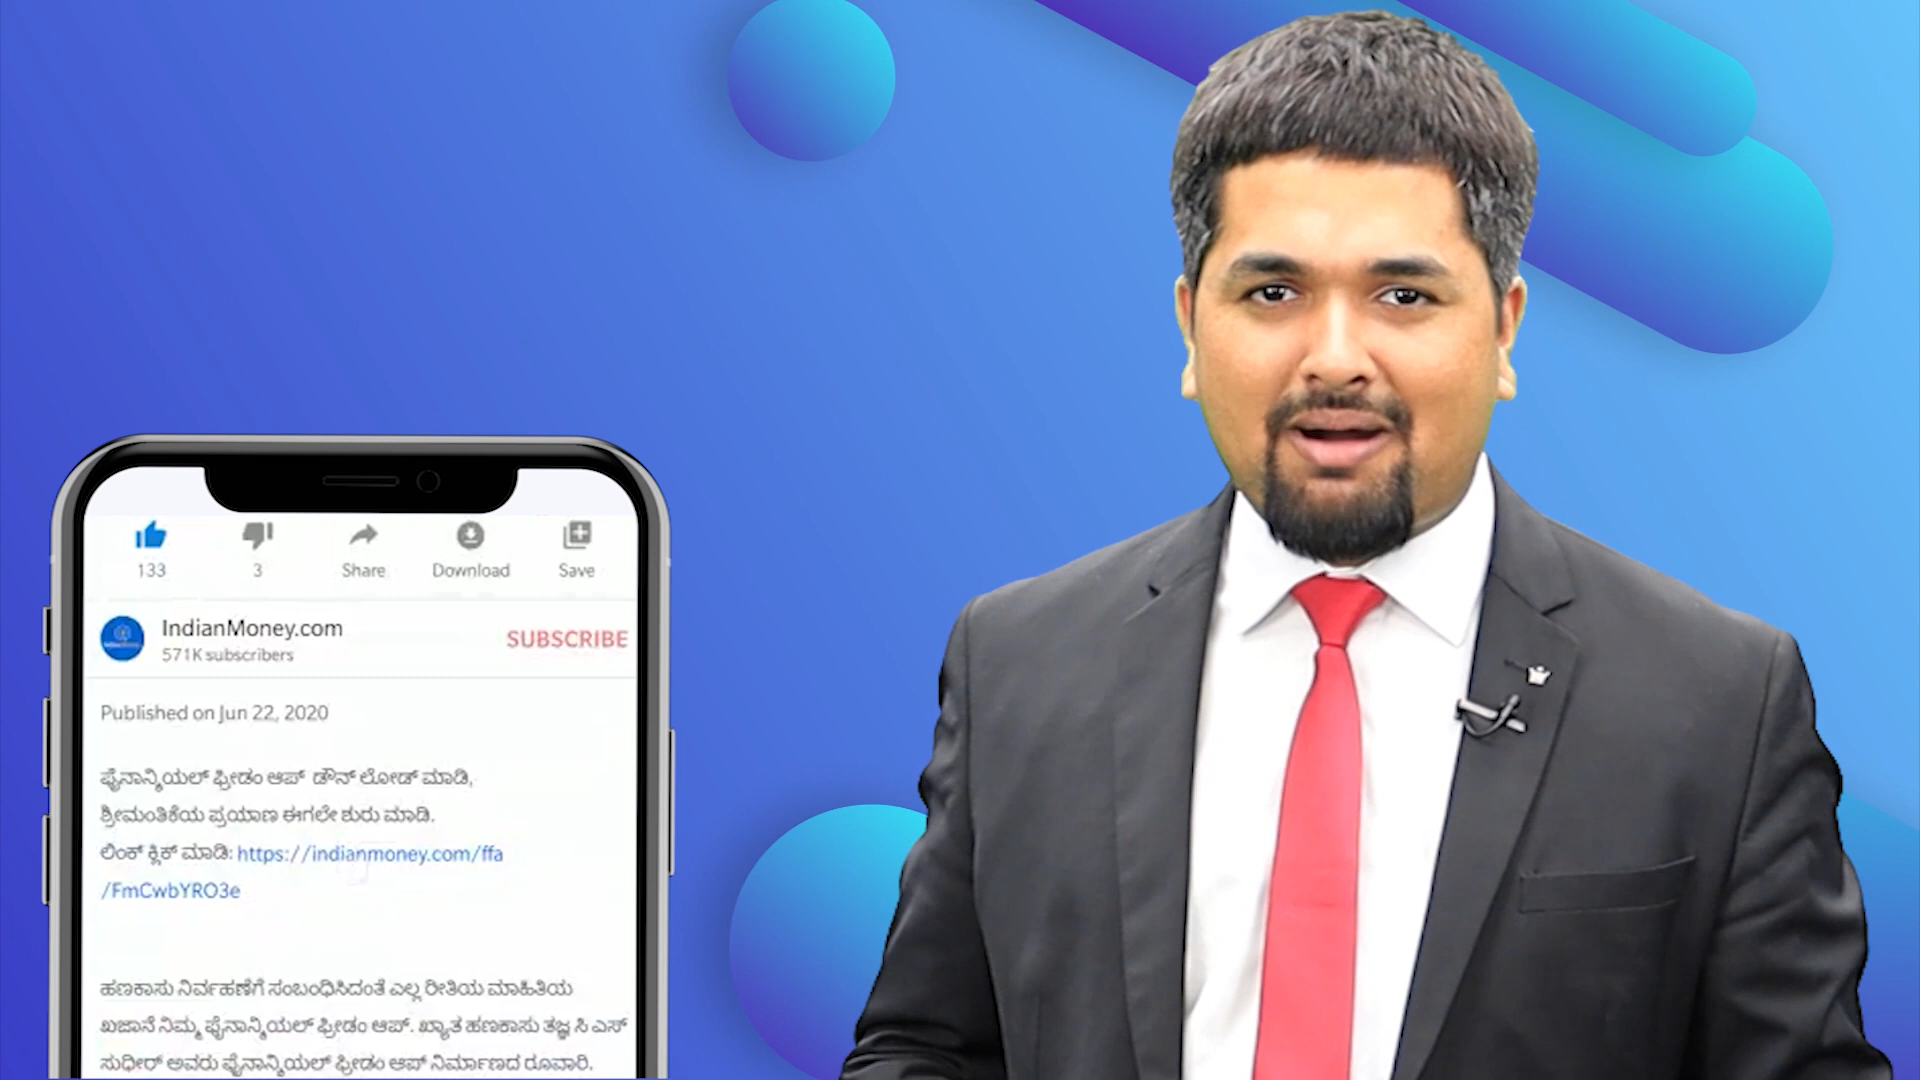 133
3
Share
Download
Save
IndianMoney.com
SUBSCRIBE
571K subscribers
Published on Jun 22, 2020
ಫೈನಾನ್ಶಿಯಲ್ ಫ್ರೀಡಂ ಆಪ್ ಡೌನ್ ಲೋಡ್ ಮಾಡಿ,
ಶ್ರೀಮಂತಿಕೆಯ ಪ್ರಯಾಣ ಈಗಲೇ ಶುರು ಮಾಡಿ.
ಲಿಂಕ್ ಕ್ಲಿಕ್ ಮಾಡಿ: https://indianmoney.com/ffa
/FmCwbYRO3e
ಹಣಕಾಸು ನಿರ್ವಹಣೆಗೆ ಸಂಬಂಧಿಸಿದಂತೆ ಎಲ್ಲ ರೀತಿಯ ಮಾಹಿತಿಯ
ಖಜಾನೆ ನಿಮ್ಮ ಫೈನಾನ್ಶಿಯಲ್ ಫ್ರೀಡಂ ಆಪ್. ಖ್ಯಾತ ಹಣಕಾಸು ತಜ್ಞ ಸಿ ಎಸ್
ಸುಧೀರ್ ಅವರು ಫೈನಾನ್ಶಿಯಲ್ ಫ್ರೀಡಂ ಆಪ್ ನಿರ್ಮಾಣದ ರೂವಾರಿ.